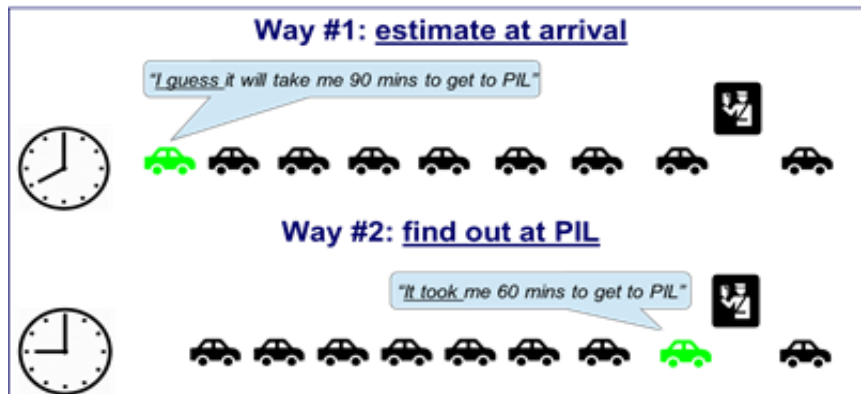 Way #1: estimate at arrival
"I guess it will take me 90 mins to get to PIL"
Way #2: find out at PIL
"It took me 60 mins to get to PIL"